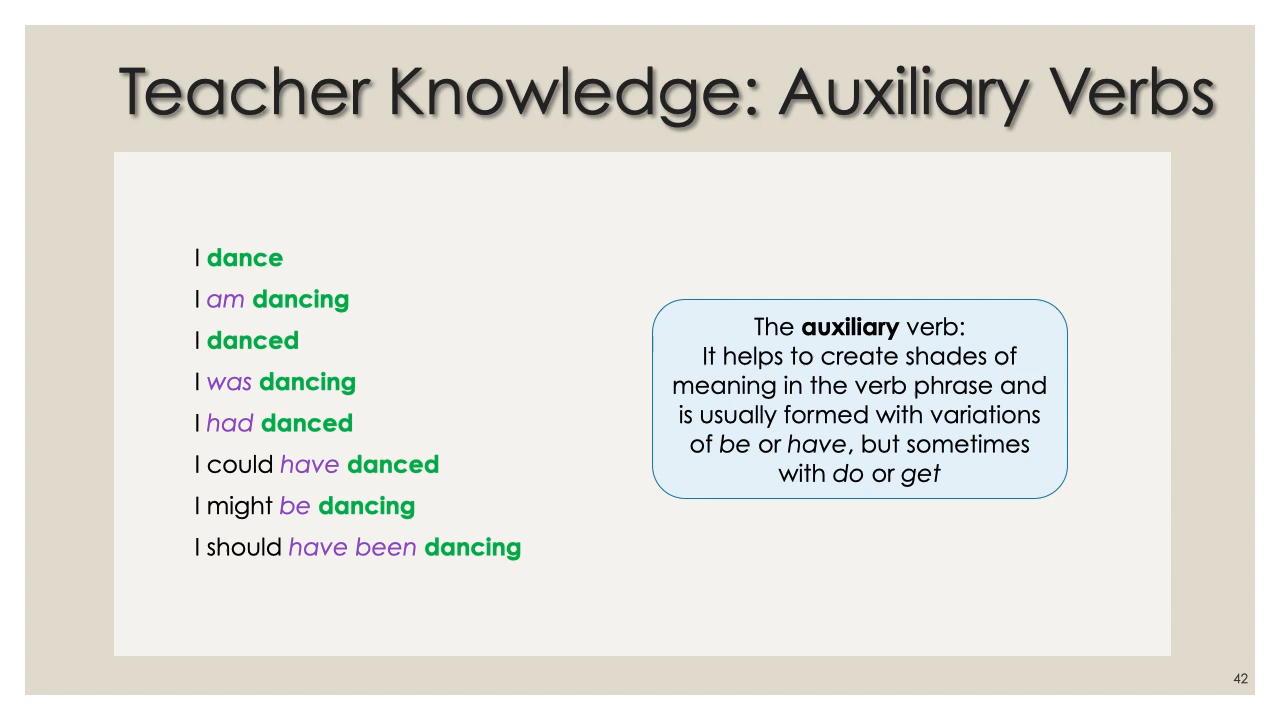 Teacher Knowledge: Auxiliary Verbs
I dance
I am dancing
I danced
I was dancing
I had danced
I could have danced
I might be dancing
I should have been dancing
The auxiliary verb:
It helps to create shades of
meaning in the verb phrase and
is usually formed with variations
of be or have, but sometimes
with do or get
42